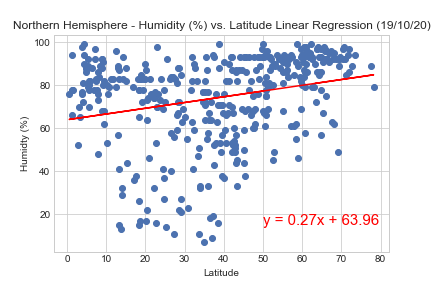 Northern Hemisphere - Humidity (%) vs. Latitude Linear Regression (19/10/20)
100
80
60
40
20
Humidty (%)
y = 0.27x + 63.96
0 10 20 30 40 50 60 70 80
Latitude